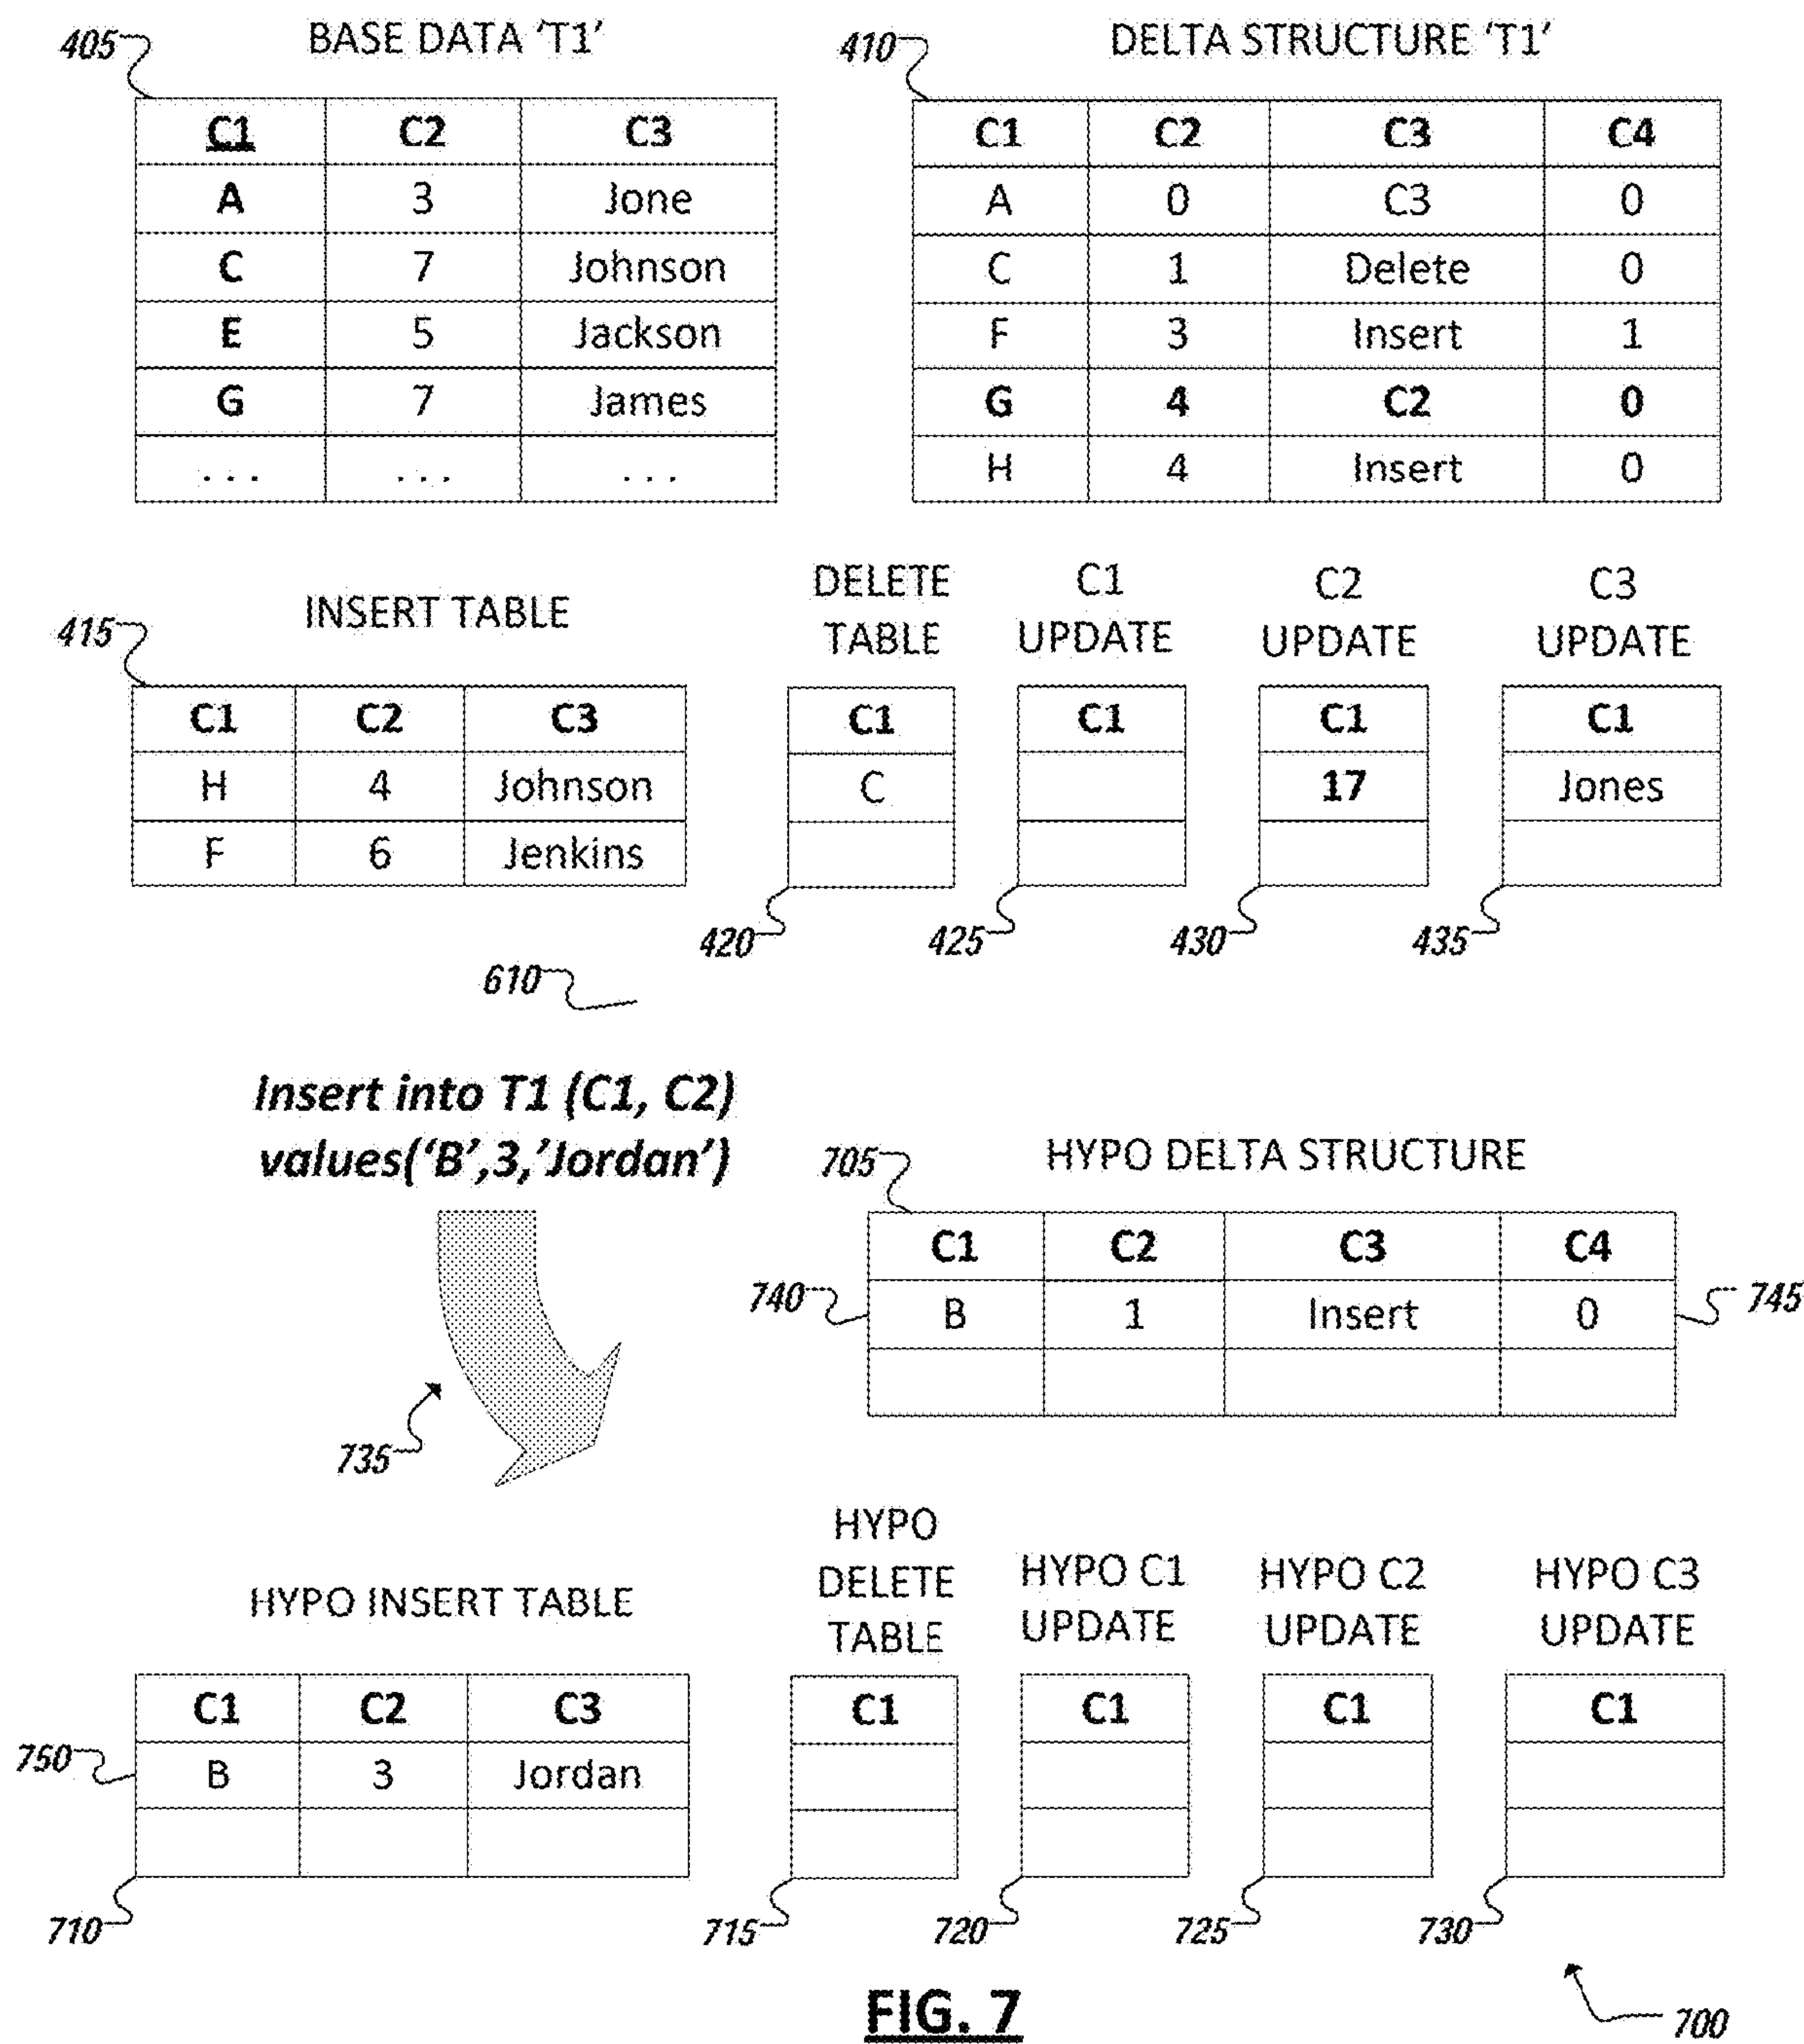 BASE DATA ‘T1’
DELTA STRUCTURE ‘T1’
405
410
C1 C2 C3
A 3 Jone
C 7 Johnson
E 5 Jackson
G 7 James
... ... ...
C1 C2 C3 C4
A 0 C3 0
C 1 Delete 0
F 3 Insert 1
G 4 C2 0
H 4 Insert 0
INSERT TABLE
415
C1 C2 C3
H 4 Johnson
F 6 Jenkins
DELETE
TABLE
C1
C
420
C1
UPDATE
C1
425
C2
UPDATE
C1
17
430
C3
UPDATE
C1
Jones
435
610
Insert into T1 (C1, C2)
values(‘B’,3,’Jordan’)
735
705
HYPO DELTA STRUCTURE
C1 C2 C3 C4
740
B 1 Insert 0
745
HYPO INSERT TABLE
C1 C2 C3
750
B 3 Jordan
710
HYPO
DELETE
TABLE
C1
715
HYPO C1
UPDATE
C1
720
HYPO C2
UPDATE
C1
725
HYPO C3
UPDATE
C1
730
FIG. 7
700